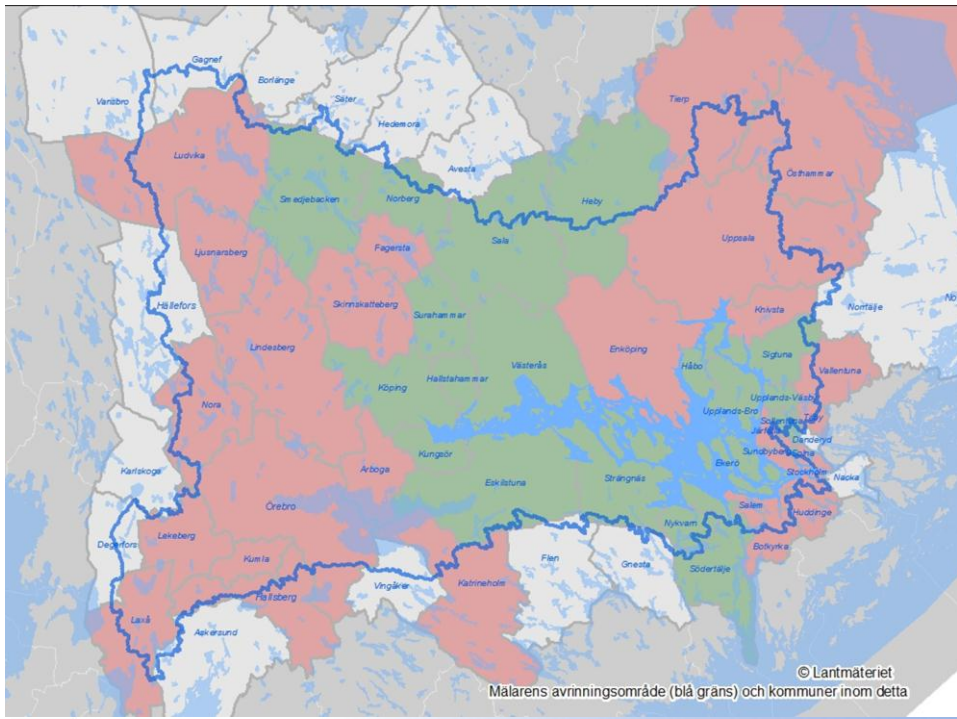 Gagnef
Borlänge
Vansbro
Säter
Hedemora
Tierp
Ludvika
Avesta
Östhammar
Smedjebacken
Norberg
Heby
Sala
Uppsala
Fagersta
Ljusnarsberg
Hällefors
Skinnskatteberg
Surahammar
Knivsta
Norrtälje
No
Lindesberg
Enköping
Sigtuna
Västerås
Håbo
Hallstahammar
Vallentuna
Köping
Nora
Upplands-Väsby
Upplands-Bro
Danderyd
Kungsör
Sundbyberg
Karlskoga
Arboga
Ekerö
Stockholm
Nacka
Strängnäs
Eskilstuna
Örebro
Salem
Huddinge
Nykvarn
Lekeberg
Degerfors
Botkyrka
Kumla
Flen
Gnesta
Södertälje
Vingåker
Katrineholm
Hallsberg
Laxå
Askersund
© Lantmäteriet
Mälarens avrinningsområde (blå gräns) och kommuner inom detta